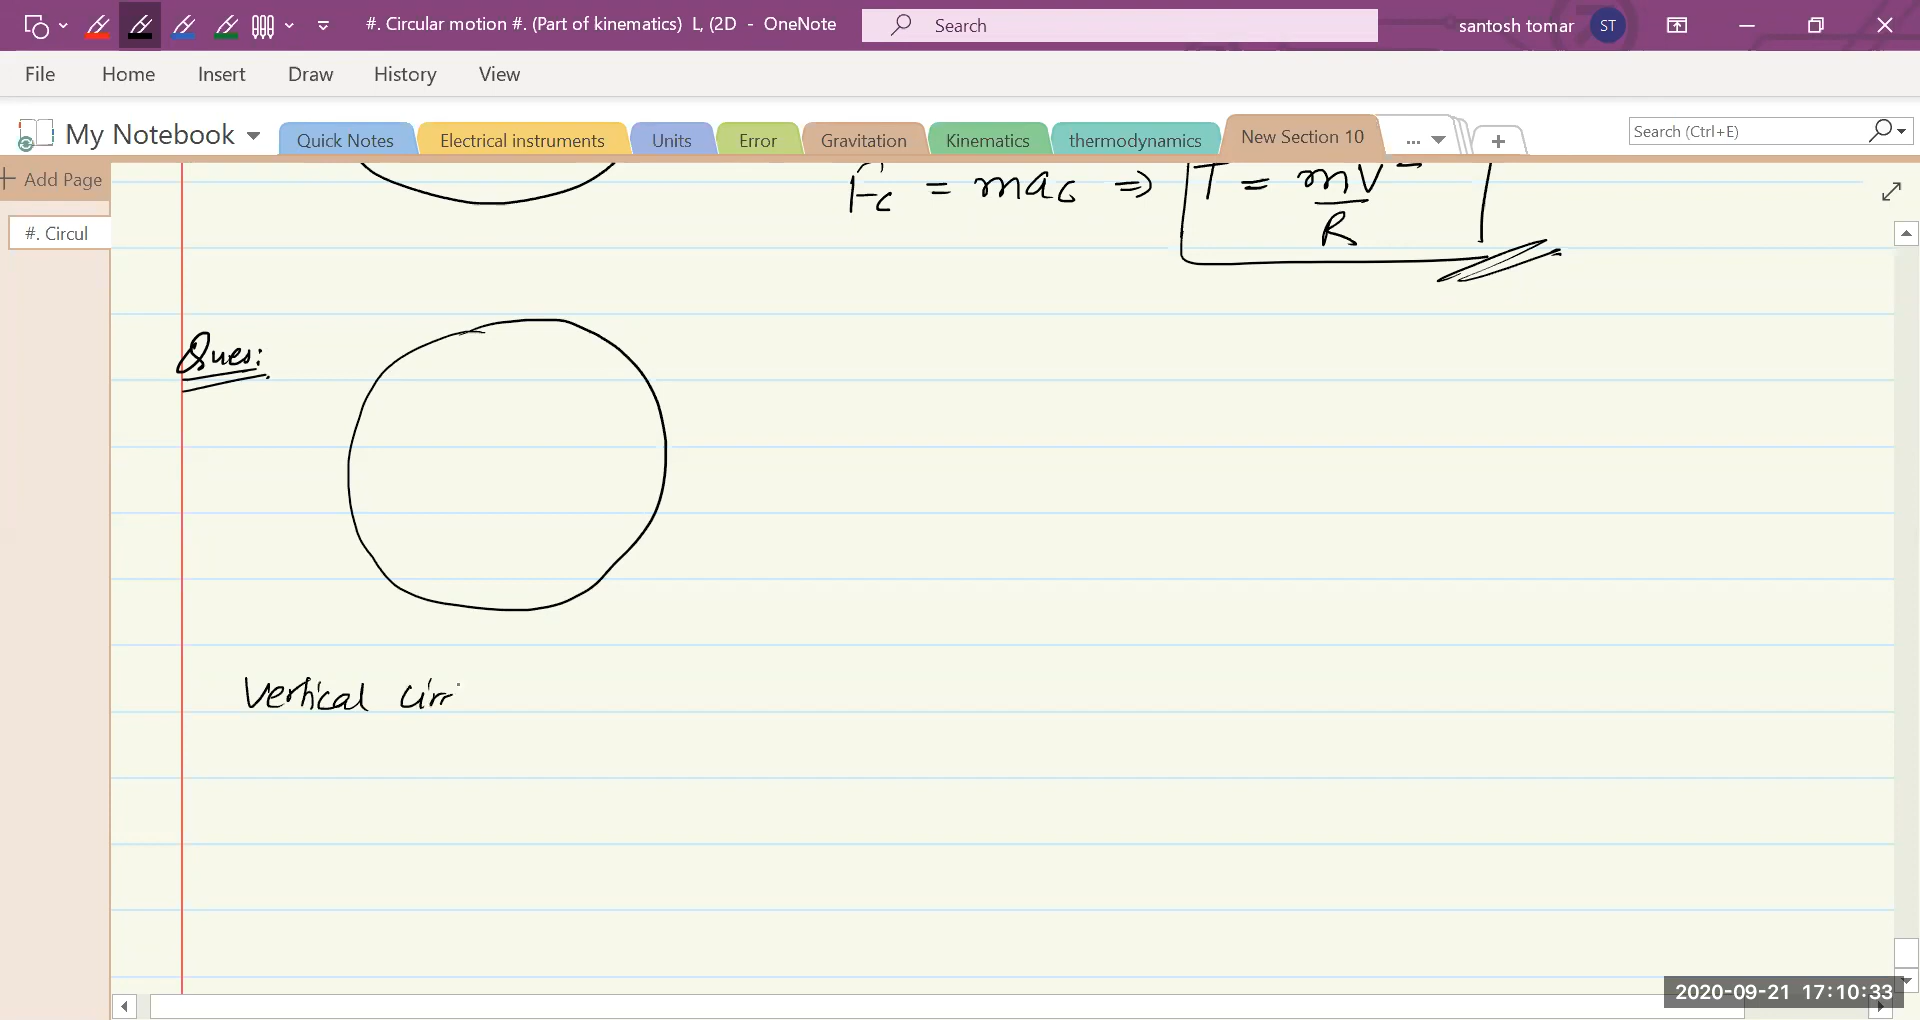 #. Circular motion #. (Part of kinematics) L, (2D - OneNote
Search
santosh tomar ST
File Home Insert Draw History View
My Notebook
Quick Notes Electrical instruments Units Error Gravitation Kinematics thermodynamics New Section 10 ... +
Search (Ctrl+E)
+ Add Page
#. Circul
Fc = mac ⇒ T = mV²/R
Ques:
Vertical cirr
2020-09-21 17:10:33